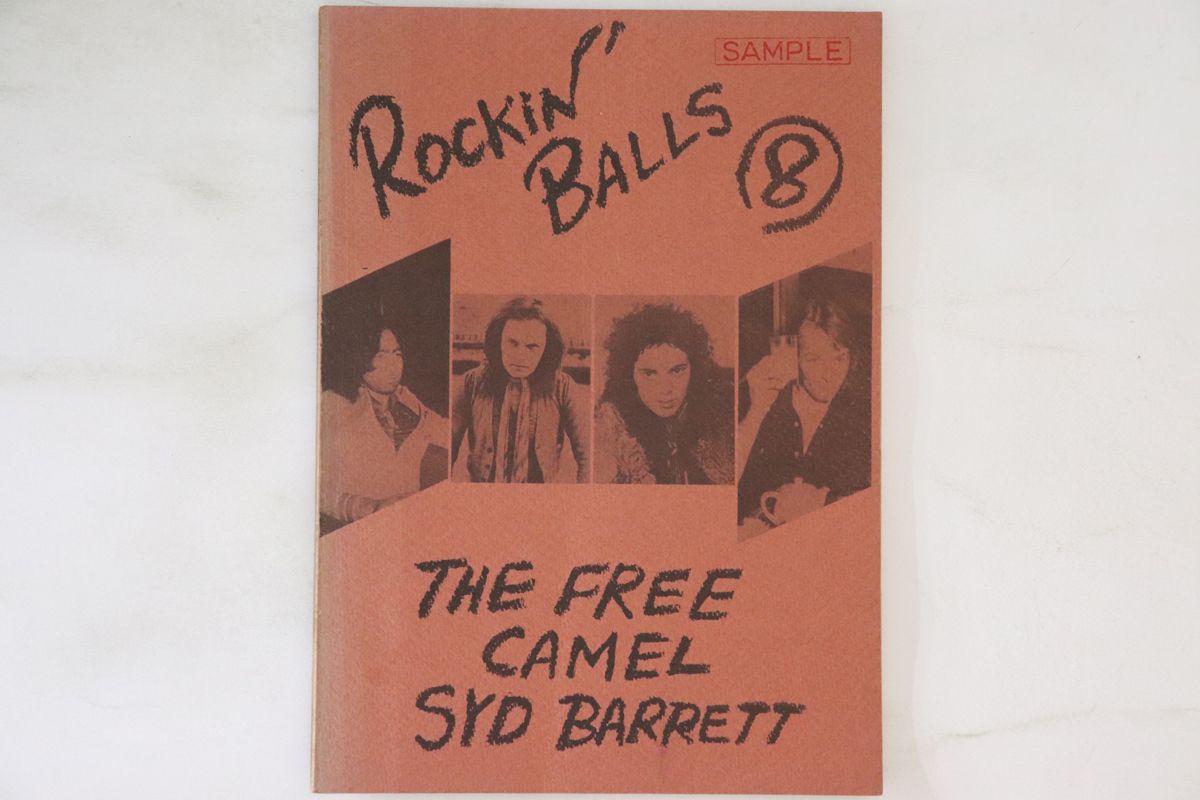 SAMPLE
ROCKIN'
BALLS 8
THE FREE
CAMEL
SYD BARRETT